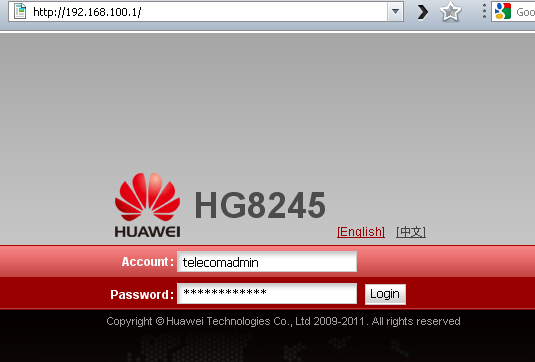 http://192.168.100.1/
Goo
HG8245
HUAWEI
[English] [中文]
Account : telecomadmin
Password : ************ Login
Copyright © Huawei Technologies Co., Ltd 2009-2011. All rights reserved